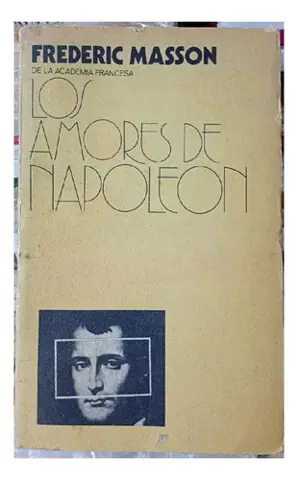 FREDERIC MASSON
DE LA ACADEMIA FRANCESA
LOS
AMORES DE
NAPOLEON